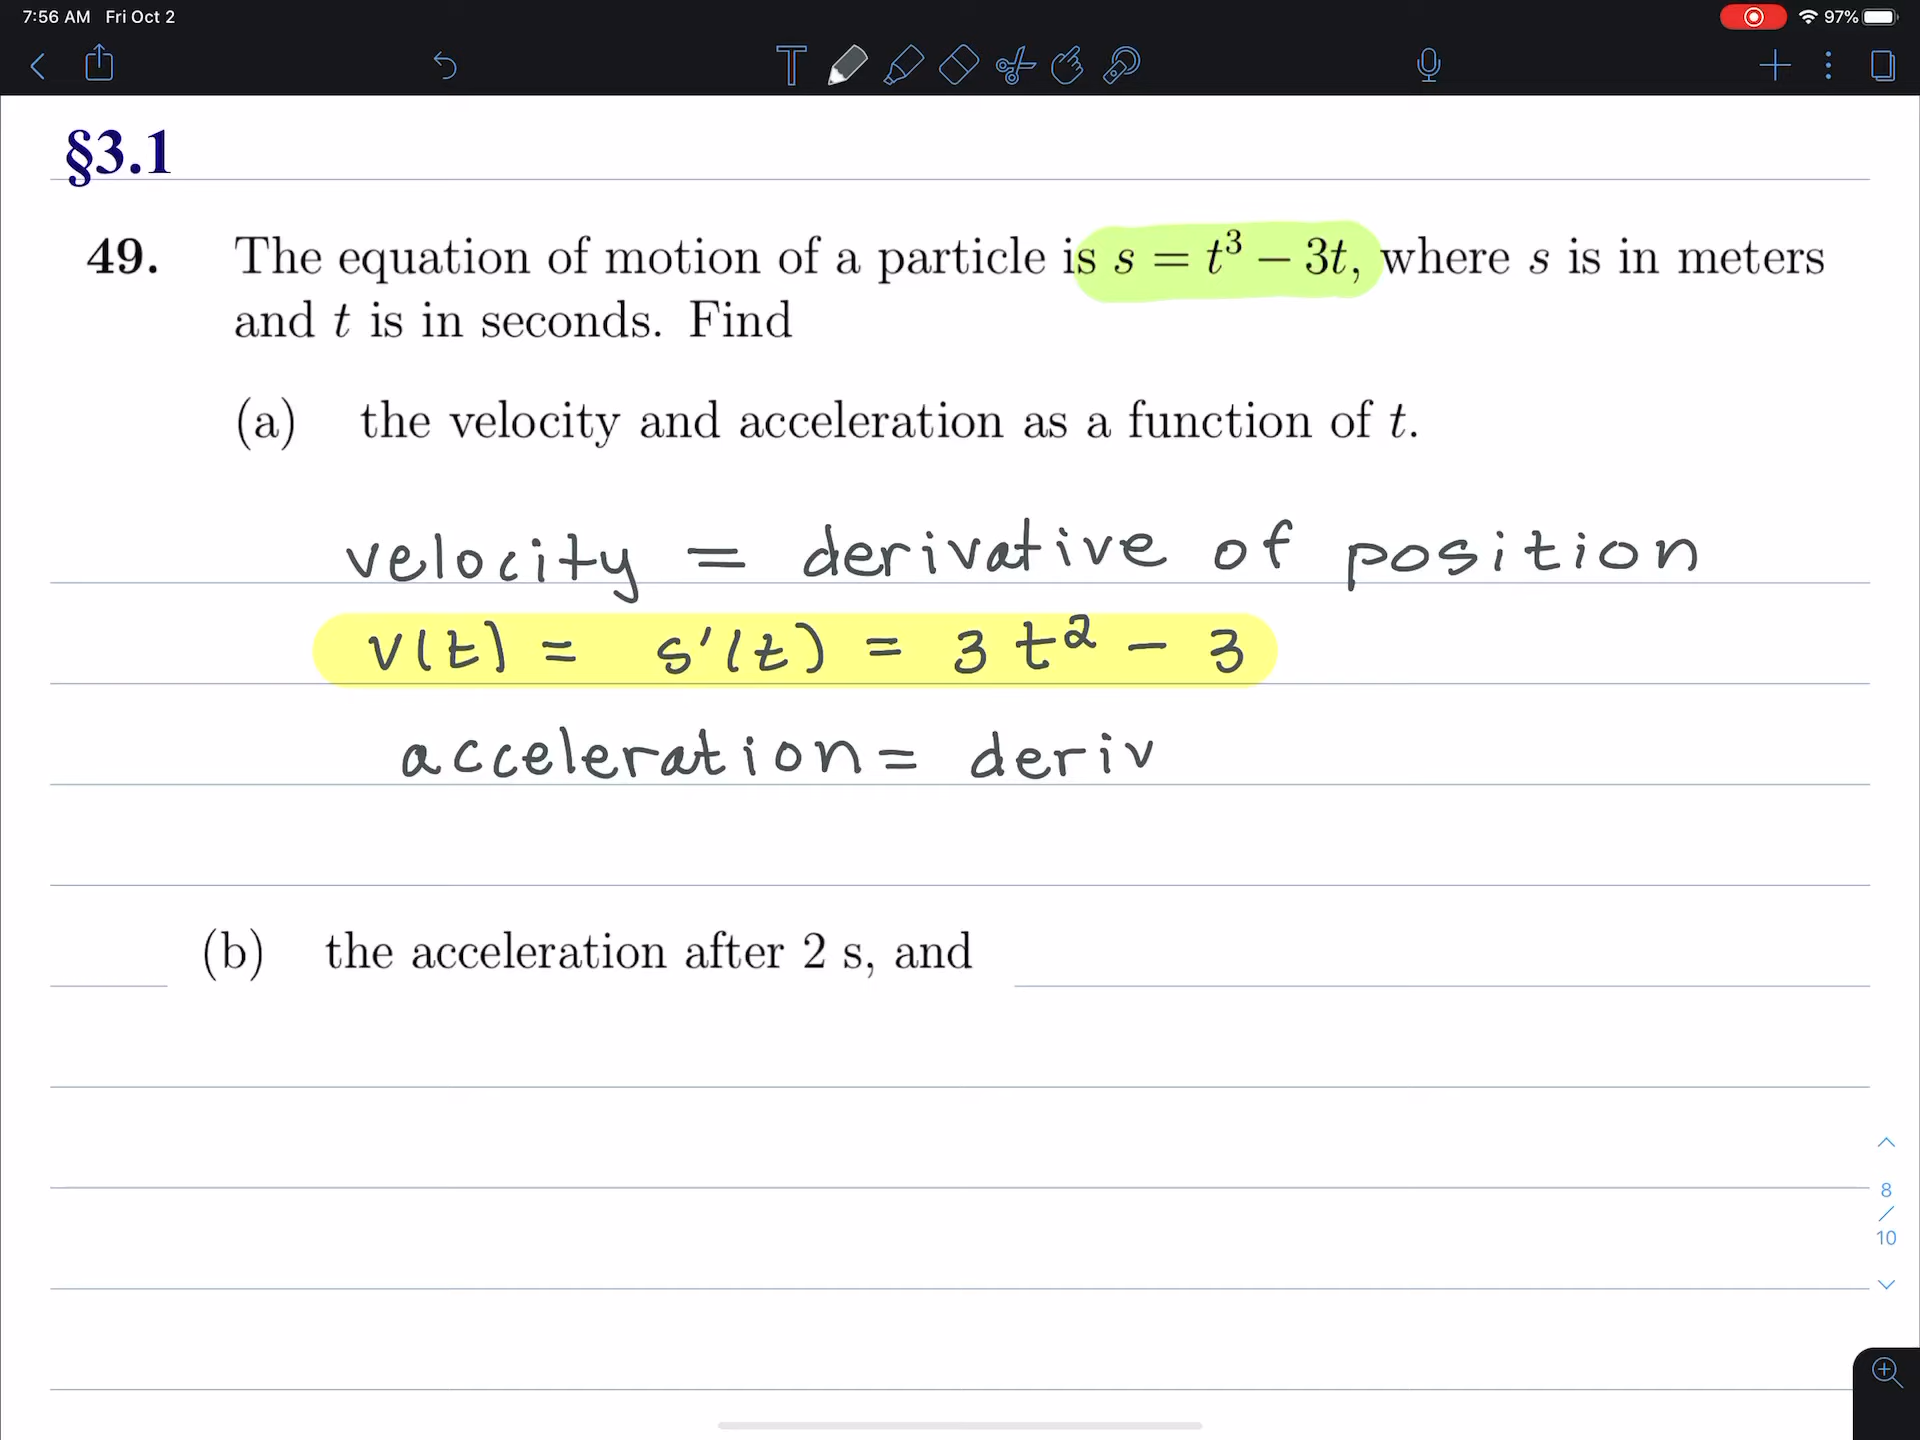 7:56 AM Fri Oct 2
97%
T
§3.1
49. The equation of motion of a particle is s = t³ − 3t, where s is in meters
and t is in seconds. Find
(a) the velocity and acceleration as a function of t.
velocity = derivative of position
v(t) = s'(t) = 3t² − 3
acceleration = deriv
(b) the acceleration after 2 s, and
8
/
10